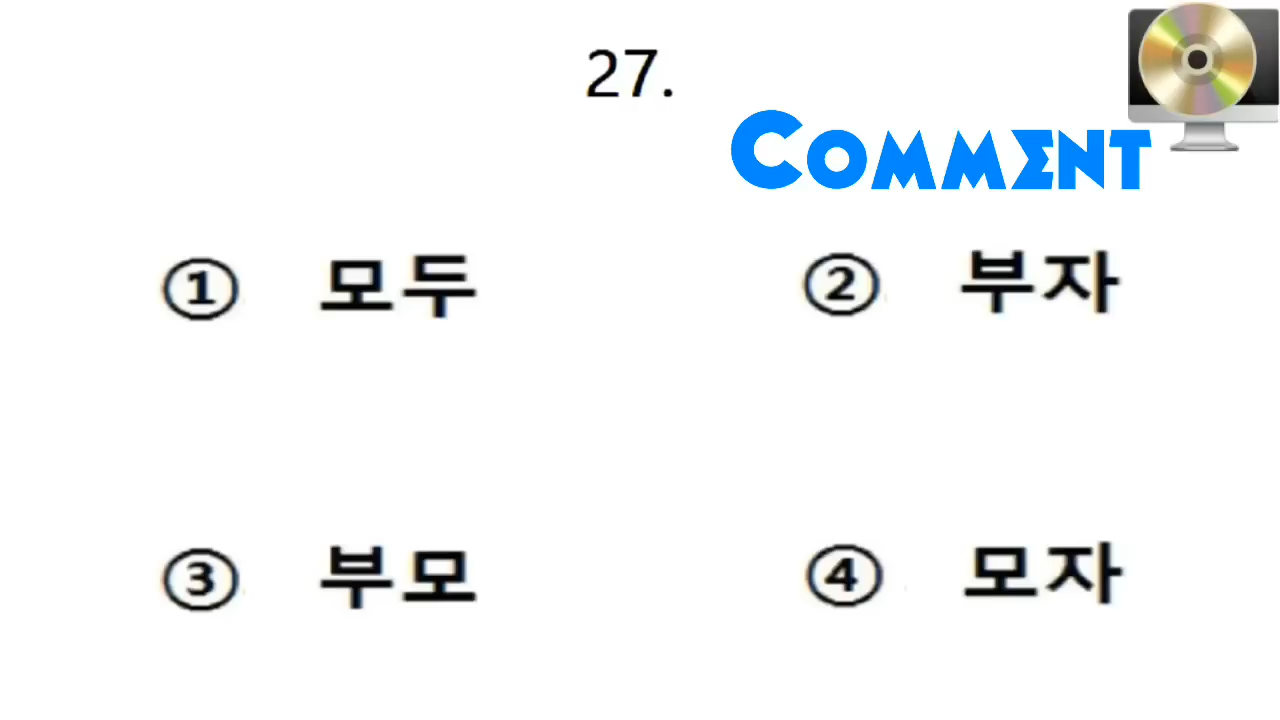 27.
COMMENT
① 모두
② 부자
③ 부모
④ 모자